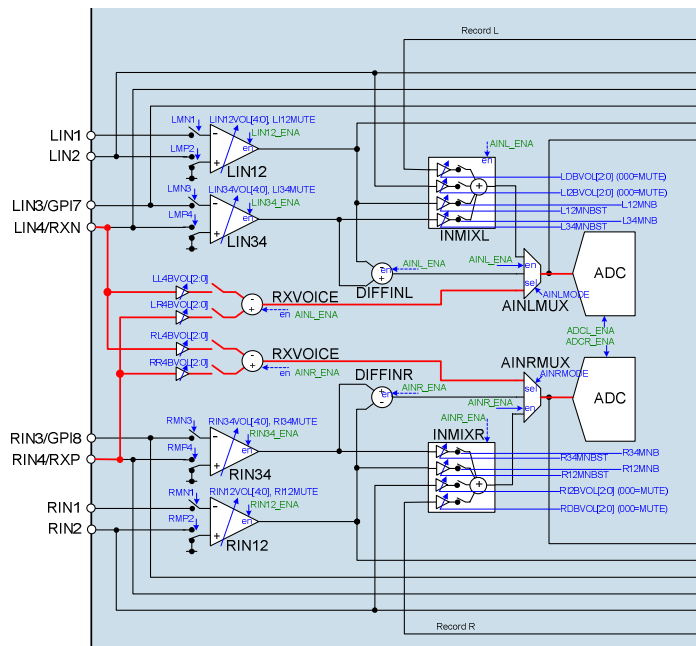 Record L
LMN1
LIN12VOL[4:0], LI12MUTE
LIN12_ENA
LIN1
en
AINL_ENA
LMP2
en
LIN2
LIN12
LDBVOL[2:0] (000=MUTE)
LMN3
LIN34VOL[4:0], LI34MUTE
LI2BVOL[2:0] (000=MUTE)
LIN34_ENA
L12MNB
LIN3/GPI7
L12MNBST
LMP4
en
L34MNB
LIN4/RXN
L34MNBST
LIN34
INMIXL
AINL_ENA
AINL_ENA
en
ADC
LL4BVOL[2:0]
DIFFINL
sel
RXVOICE
AINLMODE
LR4BVOL[2:0]
AINLMUX
en AINL_ENA
ADCL_ENA
RL4BVOL[2:0]
ADCR_ENA
RXVOICE
AINRMUX
RR4BVOL[2:0]
en AINR_ENA
DIFFINR
AINRMODE
sel
AINR_ENA
ADC
AINR_ENA
en
RMN3
RIN34VOL[4:0], RI34MUTE
AINR_ENA
RIN34_ENA
INMIXR
RIN3/GPI8
en
RMP4
R34MNB
RIN4/RXP
R34MNBST
RIN34
R12MNB
R12MNBST
RMN1
RIN12VOL[4:0], RI12MUTE
RI2BVOL[2:0] (000=MUTE)
RIN12_ENA
RIN1
RDBVOL[2:0] (000=MUTE)
RMP2
en
RIN2
RIN12
Record R